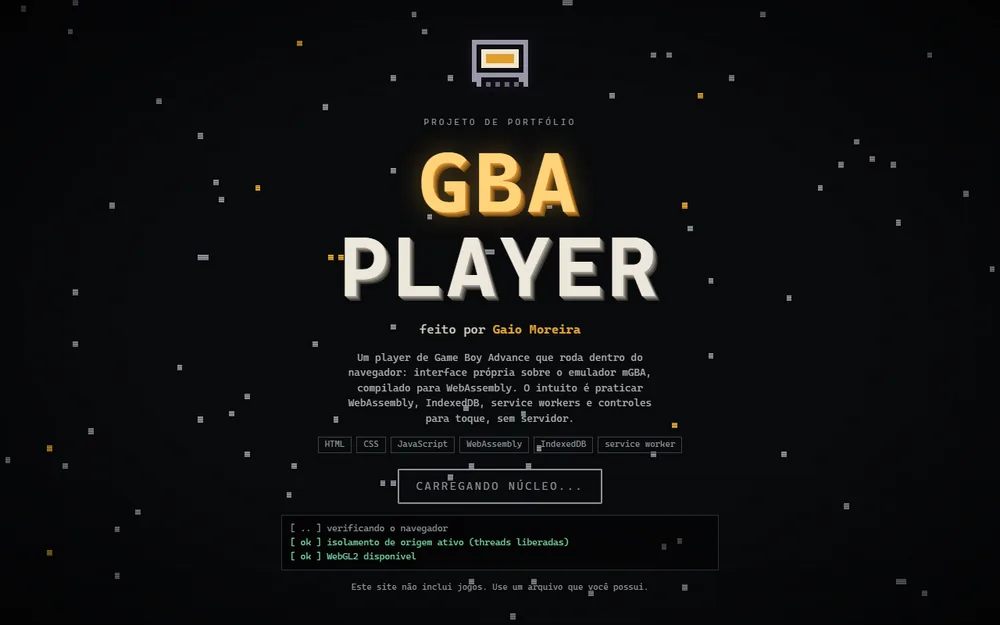 PROJETO DE PORTFÓLIO
GBA
PLAYER
feito por Gaio Moreira
Um player de Game Boy Advance que roda dentro do
navegador: interface própria sobre o emulador mGBA,
compilado para WebAssembly. O intuito é praticar
WebAssembly, IndexedDB, service workers e controles
para toque, sem servidor.
HTML CSS JavaScript WebAssembly IndexedDB service worker
CARREGANDO NÚCLEO...
[ .. ] verificando o navegador
[ ok ] isolamento de origem ativo (threads liberadas)
[ ok ] WebGL2 disponível
Este site não inclui jogos. Use um arquivo que você possui.